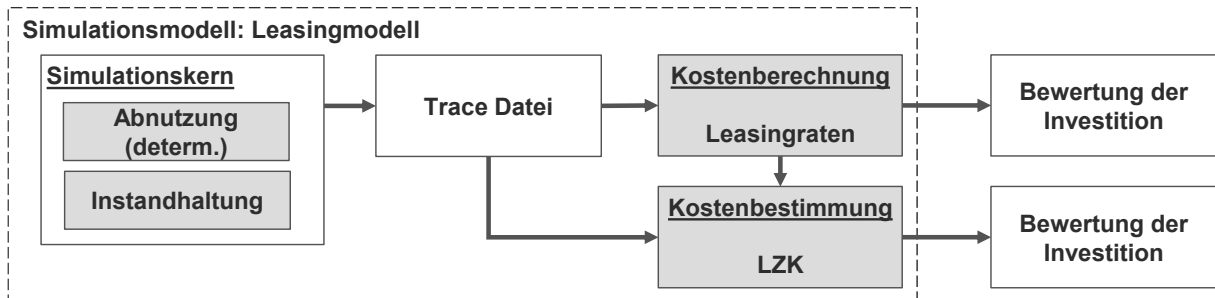 Simulationsmodell: Leasingmodell
Simulationskern
Abnutzung
(determ.)
Instandhaltung
Trace Datei
Kostenberechnung
Leasingraten
Kostenbestimmung
LZK
Bewertung der
Investition
Bewertung der
Investition